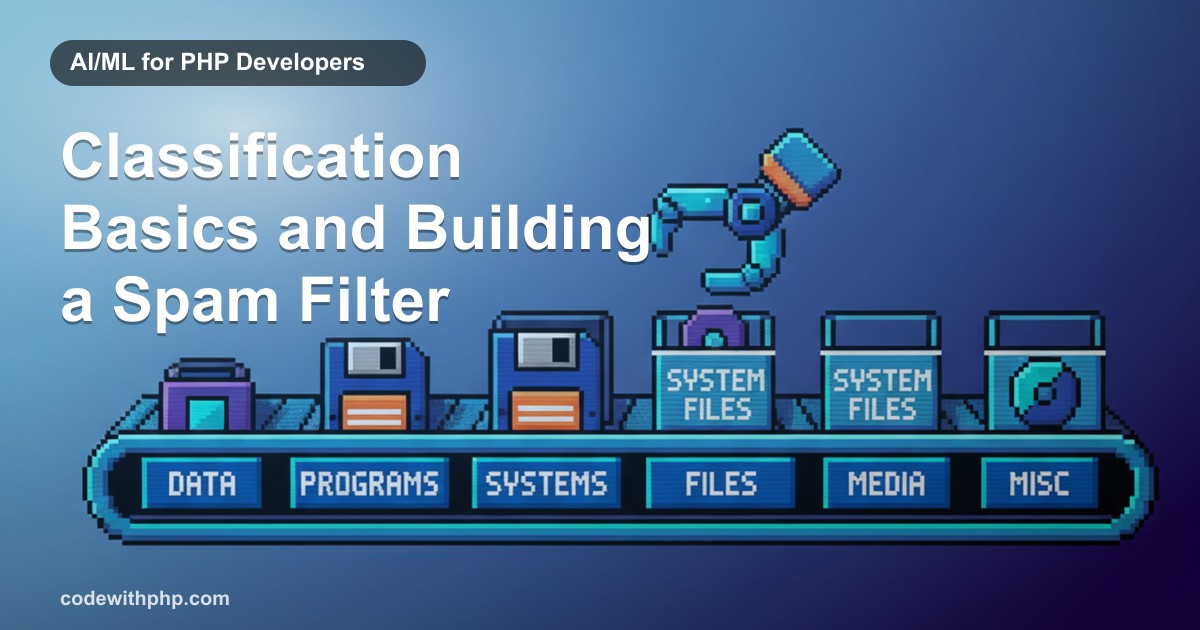 AI/ML for PHP Developers
Classification
Basics and Building
a Spam Filter
SYSTEM
FILES
SYSTEM
FILES
DATA
PROGRAMS
SYSTEMS
FILES
MEDIA
MISC
codewithphp.com